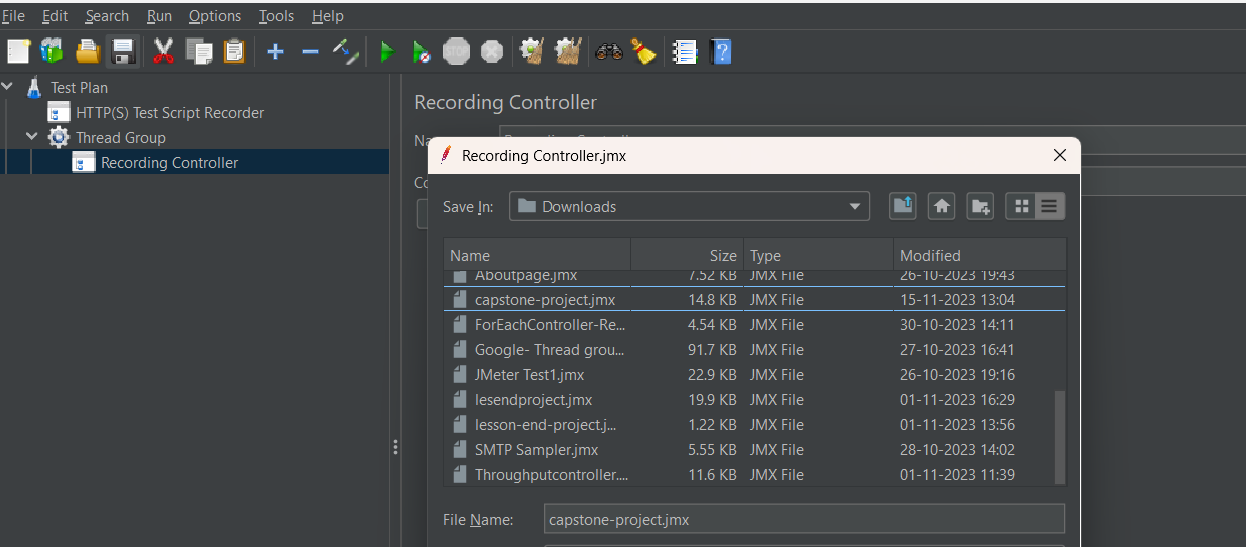 File Edit Search Run Options Tools Help
STOP
Test Plan
HTTP(S) Test Script Recorder
Thread Group
Recording Controller
Recording Controller
Recording Controller.jmx
Save In: Downloads
Name Size Type Modified
Aboutpage.jmx 7.52 KB JMX File 26-10-2023 19:43
capstone-project.jmx 14.8 KB JMX File 15-11-2023 13:04
ForEachController-Re... 4.54 KB JMX File 30-10-2023 14:11
Google- Thread grou... 91.7 KB JMX File 27-10-2023 16:41
JMeter Test1.jmx 22.9 KB JMX File 26-10-2023 19:16
lesendproject.jmx 19.9 KB JMX File 01-11-2023 16:29
lesson-end-project.j... 1.22 KB JMX File 01-11-2023 13:56
SMTP Sampler.jmx 5.55 KB JMX File 28-10-2023 14:02
Throughputcontroller.... 11.6 KB JMX File 01-11-2023 11:39
File Name: capstone-project.jmx